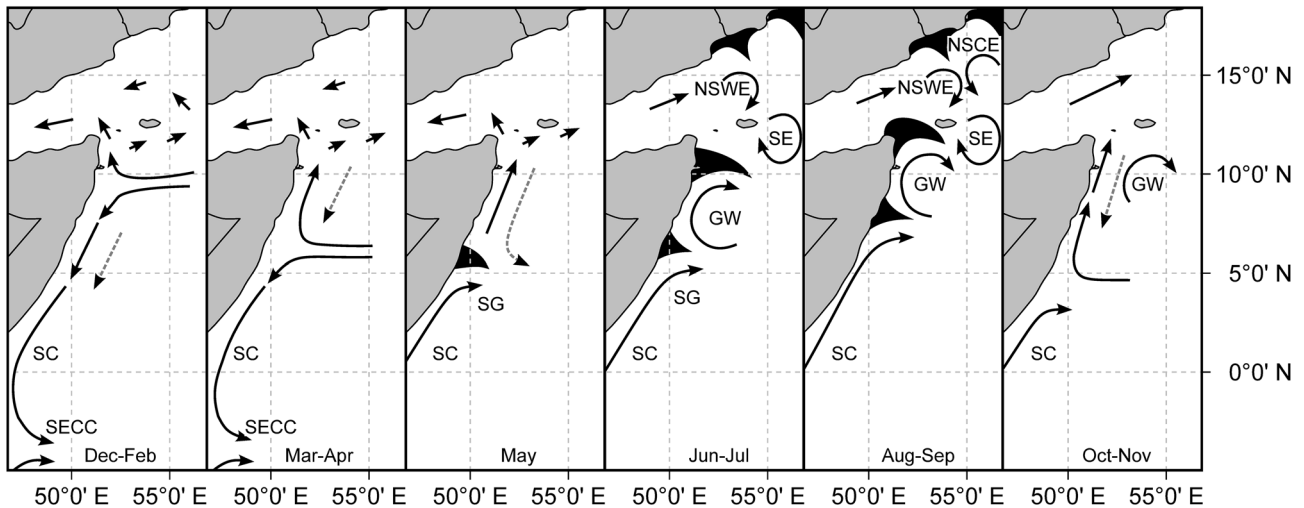 SC
SECC
Dec-Feb
SC
SECC
Mar-Apr
SG
SC
May
NSWE
SE
GW
SG
SC
Jun-Jul
NSCE
NSWE
SE
GW
SC
Aug-Sep
GW
SC
Oct-Nov
15°0' N
10°0' N
5°0' N
0°0' N
50°0' E 55°0' E 50°0' E 55°0' E 50°0' E 55°0' E 50°0' E 55°0' E 50°0' E 55°0' E 50°0' E 55°0' E